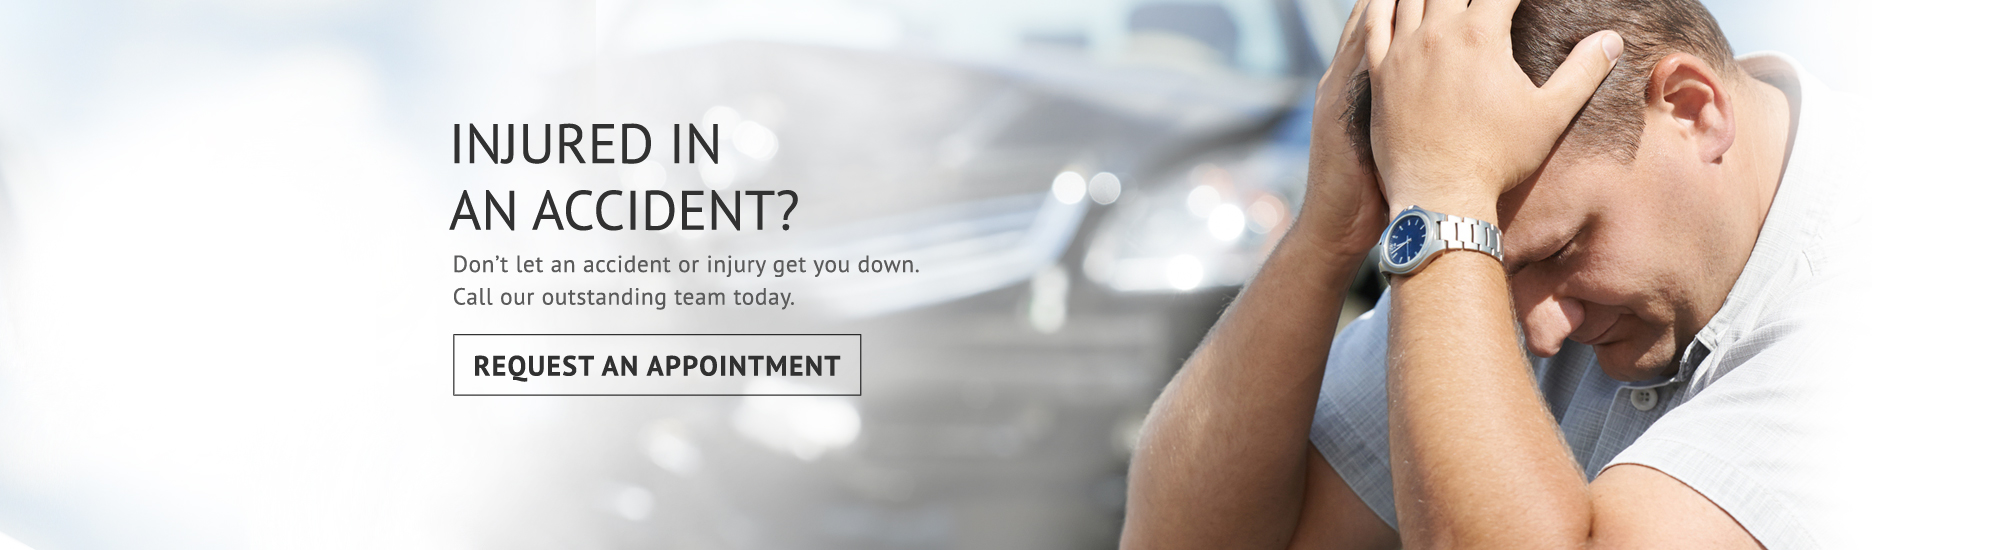 INJURED IN
AN ACCIDENT?
Don’t let an accident or injury get you down.
Call our outstanding team today.
REQUEST AN APPOINTMENT